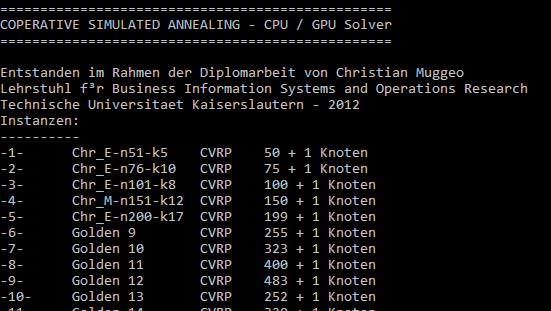 =================================================
COPERATIVE SIMULATED ANNEALING - CPU / GPU Solver
=================================================
Entstanden im Rahmen der Diplomarbeit von Christian Muggeo
Lehrstuhl f³r Business Information Systems and Operations Research
Technische Universitaet Kaiserslautern - 2012
Instanzen:
----------
-1- Chr_E-n51-k5 CVRP 50 + 1 Knoten
-2- Chr_E-n76-k10 CVRP 75 + 1 Knoten
-3- Chr_E-n101-k8 CVRP 100 + 1 Knoten
-4- Chr_M-n151-k12 CVRP 150 + 1 Knoten
-5- Chr_E-n200-k17 CVRP 199 + 1 Knoten
-6- Golden 9 CVRP 255 + 1 Knoten
-7- Golden 10 CVRP 323 + 1 Knoten
-8- Golden 11 CVRP 400 + 1 Knoten
-9- Golden 12 CVRP 483 + 1 Knoten
-10- Golden 13 CVRP 252 + 1 Knoten